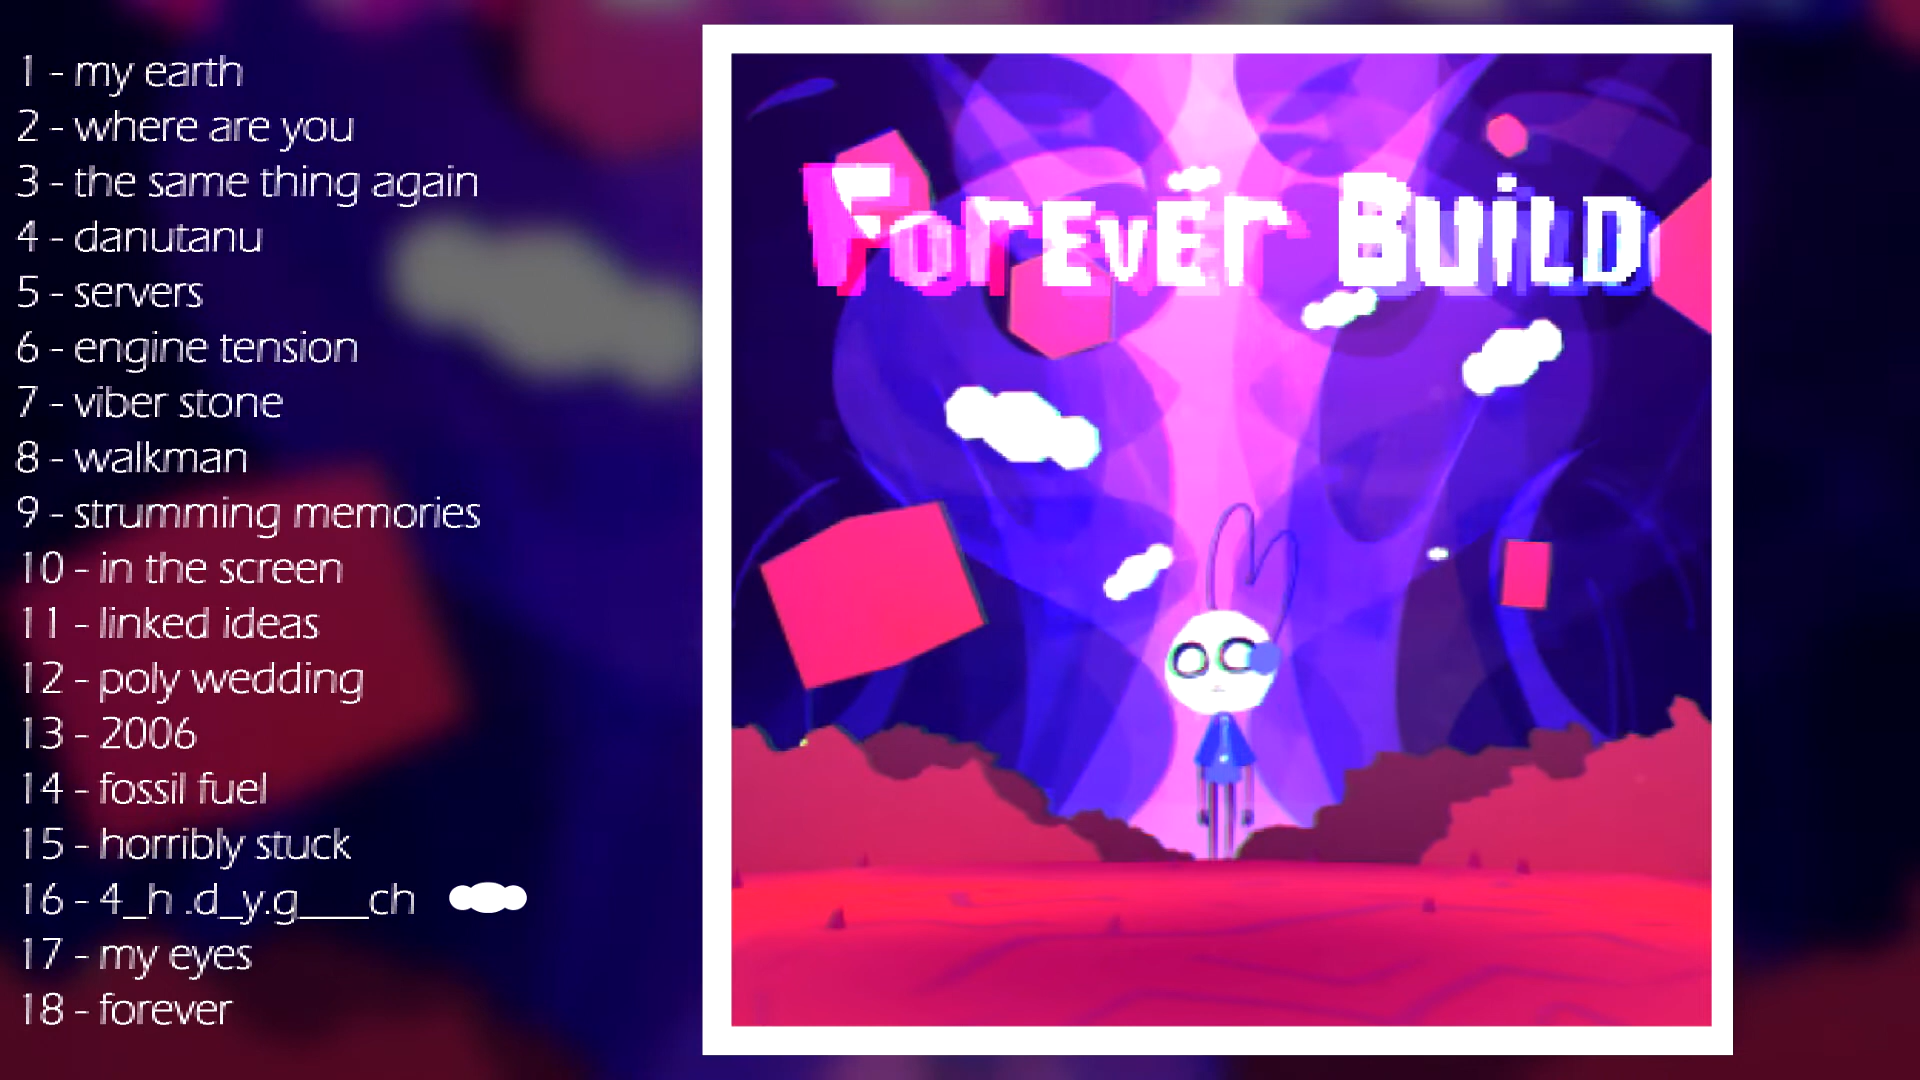 1 - my earth
2 - where are you
3 - the same thing again
4 - danutanu
5 - servers
6 - engine tension
7 - viber stone
8 - walkman
9 - strumming memories
10 - in the screen
11 - linked ideas
12 - poly wedding
13 - 2006
14 - fossil fuel
15 - horribly stuck
16 - 4_h .d_y.g___ch
17 - my eyes
18 - forever
Forever Build